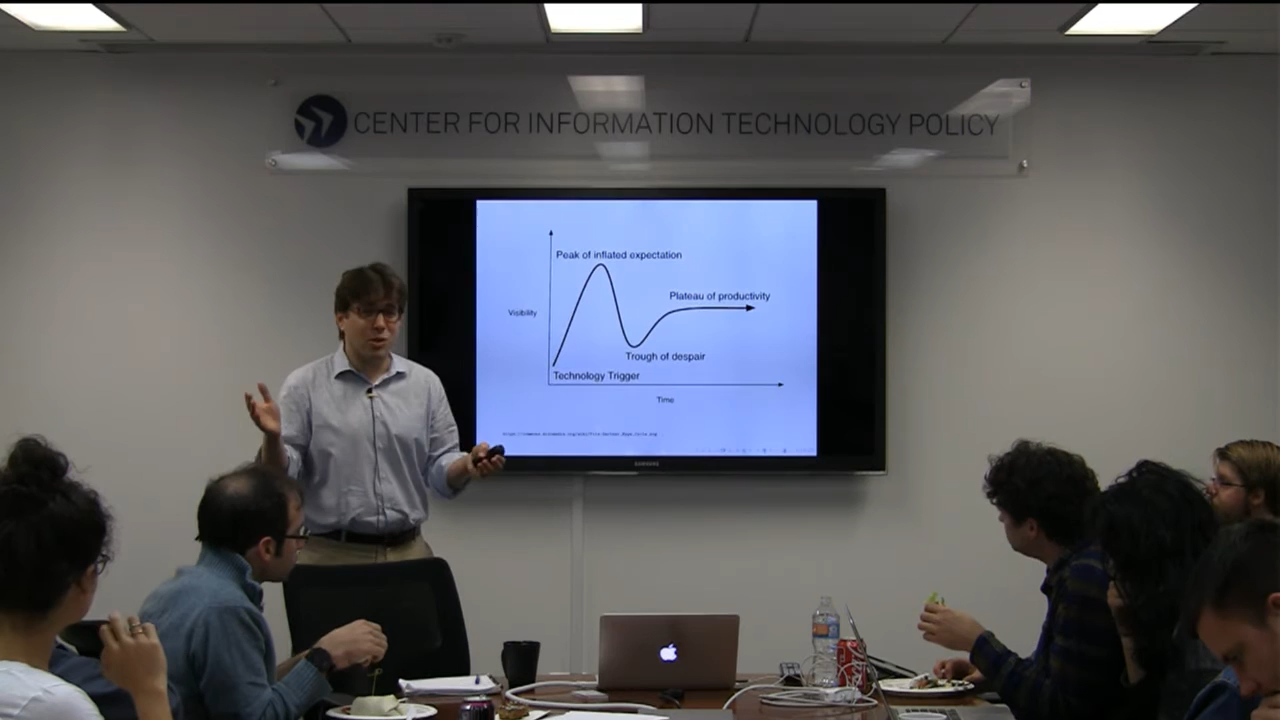 CENTER FOR INFORMATION TECHNOLOGY POLICY
Peak of inflated expectation
Plateau of productivity
Visibility
Trough of despair
Technology Trigger
Time
SAMSUNG